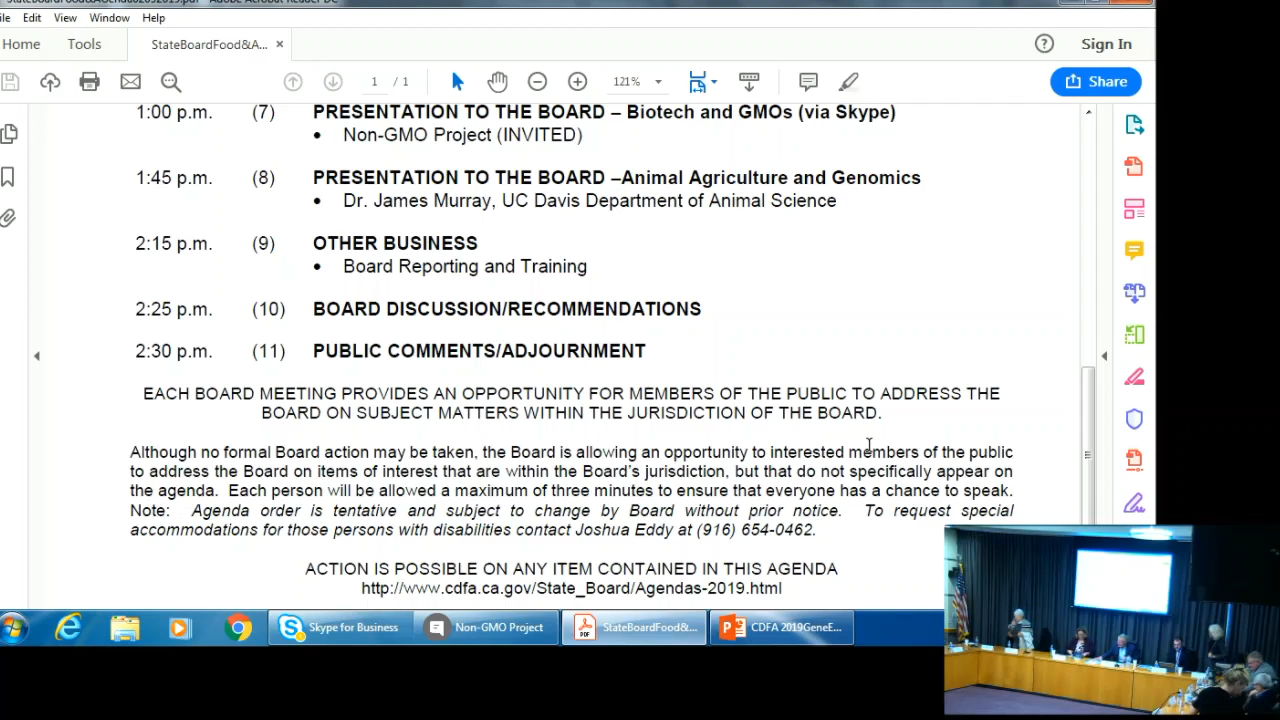 Edit View Window Help
Home Tools StateBoardFood&A... × Sign In
1 / 1 121% Share
1:00 p.m. (7) PRESENTATION TO THE BOARD – Biotech and GMOs (via Skype)
• Non-GMO Project (INVITED)
1:45 p.m. (8) PRESENTATION TO THE BOARD –Animal Agriculture and Genomics
• Dr. James Murray, UC Davis Department of Animal Science
2:15 p.m. (9) OTHER BUSINESS
• Board Reporting and Training
2:25 p.m. (10) BOARD DISCUSSION/RECOMMENDATIONS
2:30 p.m. (11) PUBLIC COMMENTS/ADJOURNMENT
EACH BOARD MEETING PROVIDES AN OPPORTUNITY FOR MEMBERS OF THE PUBLIC TO ADDRESS THE
BOARD ON SUBJECT MATTERS WITHIN THE JURISDICTION OF THE BOARD.
Although no formal Board action may be taken, the Board is allowing an opportunity to interested members of the public
to address the Board on items of interest that are within the Board's jurisdiction, but that do not specifically appear on
the agenda. Each person will be allowed a maximum of three minutes to ensure that everyone has a chance to speak.
Note: Agenda order is tentative and subject to change by Board without prior notice. To request special
accommodations for those persons with disabilities contact Joshua Eddy at (916) 654-0462.
ACTION IS POSSIBLE ON ANY ITEM CONTAINED IN THIS AGENDA
http://www.cdfa.ca.gov/State_Board/Agendas-2019.html
Skype for Business Non-GMO Project StateBoardFood&... CDFA 2019GeneE...